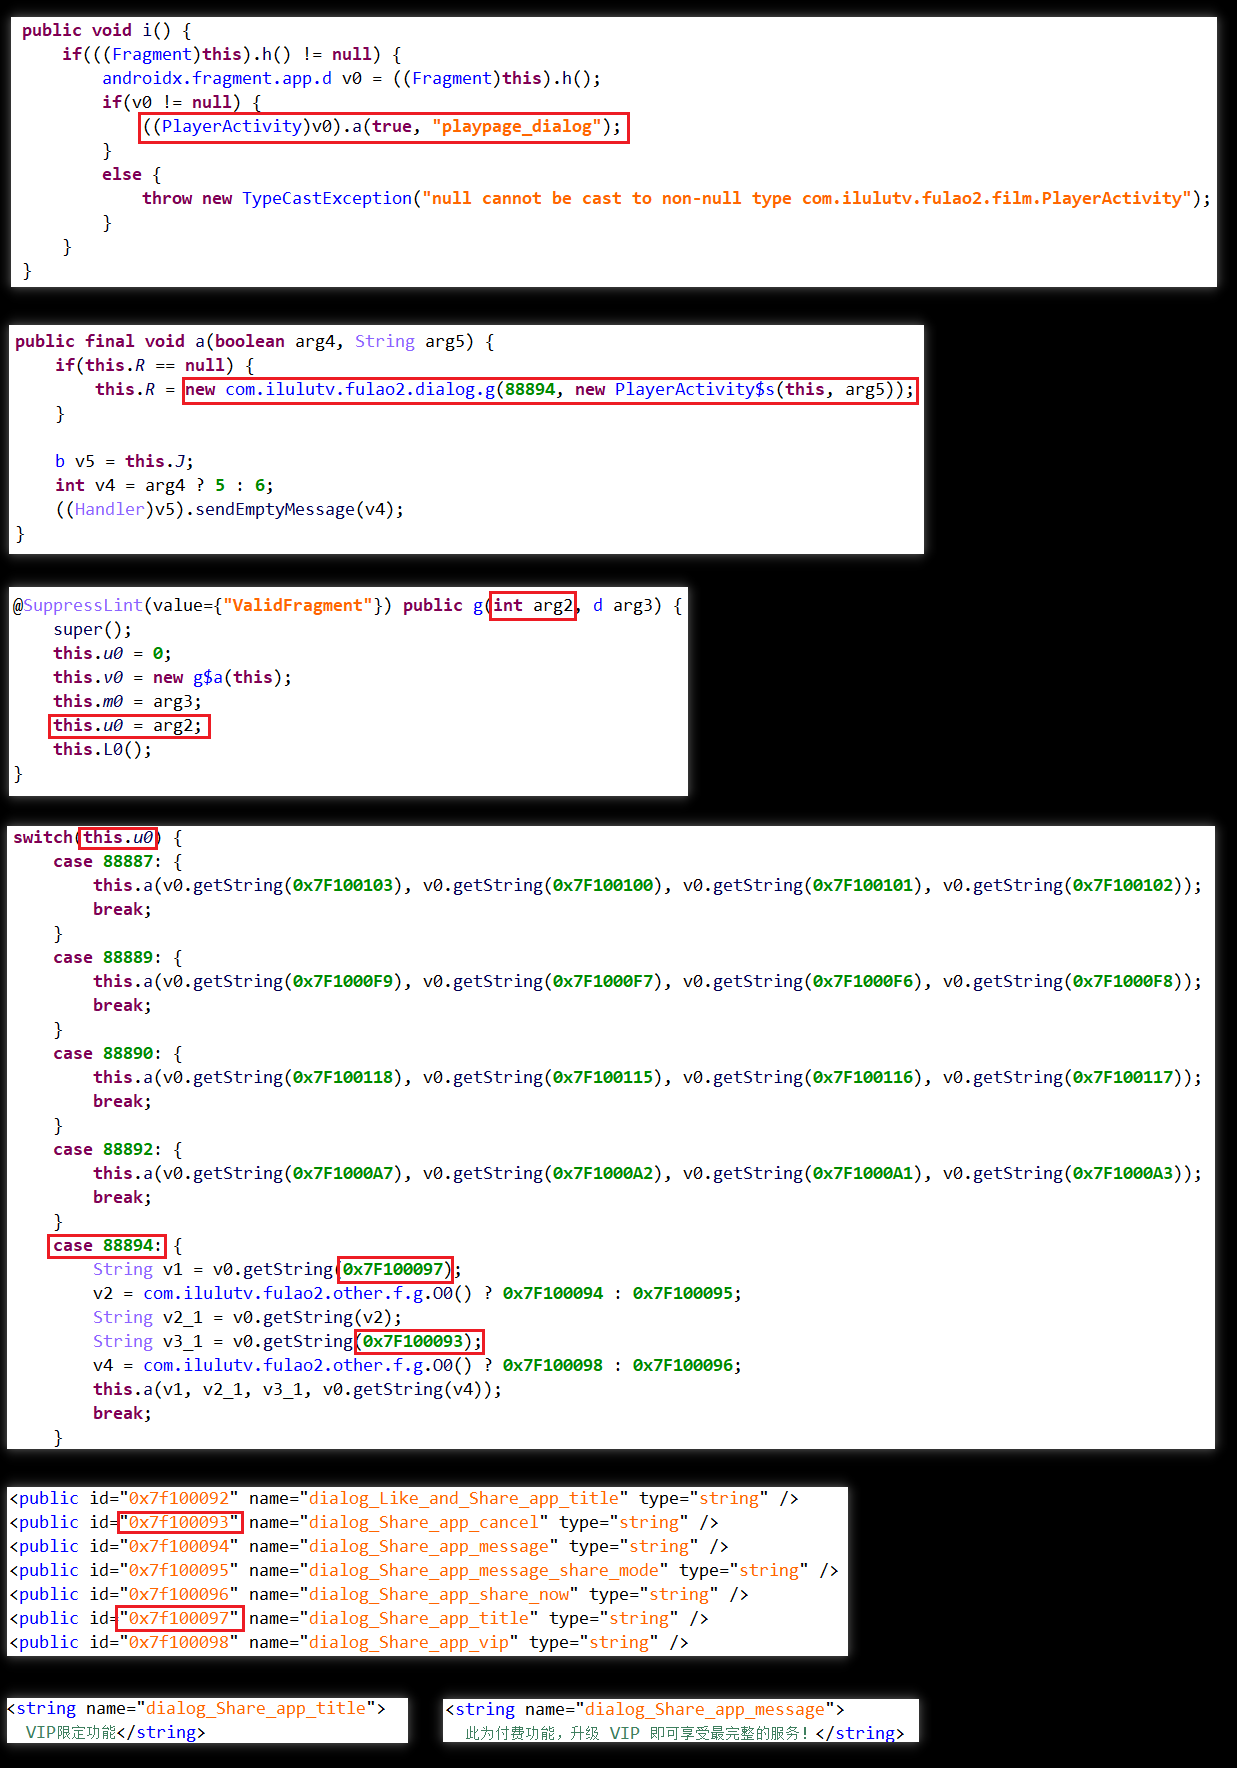 public void i() {
    if(((Fragment)this).h() != null) {
        androidx.fragment.app.d v0 = ((Fragment)this).h();
        if(v0 != null) {
            ((PlayerActivity)v0).a(true, "playpage_dialog");
        }
        else {
            throw new TypeCastException("null cannot be cast to non-null type com.ilulutv.fulao2.film.PlayerActivity");
        }
    }
}
public final void a(boolean arg4, String arg5) {
    if(this.R == null) {
        this.R = new com.ilulutv.fulao2.dialog.g(88894, new PlayerActivity$s(this, arg5));
    }
    b v5 = this.J;
    int v4 = arg4 ? 5 : 6;
    ((Handler)v5).sendEmptyMessage(v4);
}
@SuppressLint(value={"ValidFragment"}) public g(int arg2, d arg3) {
    super();
    this.u0 = 0;
    this.v0 = new g$a(this);
    this.m0 = arg3;
    this.u0 = arg2;
    this.L0();
}
switch(this.u0) {
    case 88887: {
        this.a(v0.getString(0x7F100103), v0.getString(0x7F100100), v0.getString(0x7F100101), v0.getString(0x7F100102));
        break;
    }
    case 88889: {
        this.a(v0.getString(0x7F1000F9), v0.getString(0x7F1000F7), v0.getString(0x7F1000F6), v0.getString(0x7F1000F8));
        break;
    }
    case 88890: {
        this.a(v0.getString(0x7F100118), v0.getString(0x7F100115), v0.getString(0x7F100116), v0.getString(0x7F100117));
        break;
    }
    case 88892: {
        this.a(v0.getString(0x7F1000A7), v0.getString(0x7F1000A2), v0.getString(0x7F1000A1), v0.getString(0x7F1000A3));
        break;
    }
    case 88894: {
        String v1 = v0.getString(0x7F100097);
        v2 = com.ilulutv.fulao2.other.f.g.O0() ? 0x7F100094 : 0x7F100095;
        String v2_1 = v0.getString(v2);
        String v3_1 = v0.getString(0x7F100093);
        v4 = com.ilulutv.fulao2.other.f.g.O0() ? 0x7F100098 : 0x7F100096;
        this.a(v1, v2_1, v3_1, v0.getString(v4));
        break;
    }
<public id="0x7f100092" name="dialog_Like_and_Share_app_title" type="string" />
<public id="0x7f100093" name="dialog_Share_app_cancel" type="string" />
<public id="0x7f100094" name="dialog_Share_app_message" type="string" />
<public id="0x7f100095" name="dialog_Share_app_message_share_mode" type="string" />
<public id="0x7f100096" name="dialog_Share_app_share_now" type="string" />
<public id="0x7f100097" name="dialog_Share_app_title" type="string" />
<public id="0x7f100098" name="dialog_Share_app_vip" type="string" />
<string name="dialog_Share_app_title">
VIP限定功能</string>
<string name="dialog_Share_app_message">
此为付费功能，升级 VIP 即可享受最完整的服务！</string>